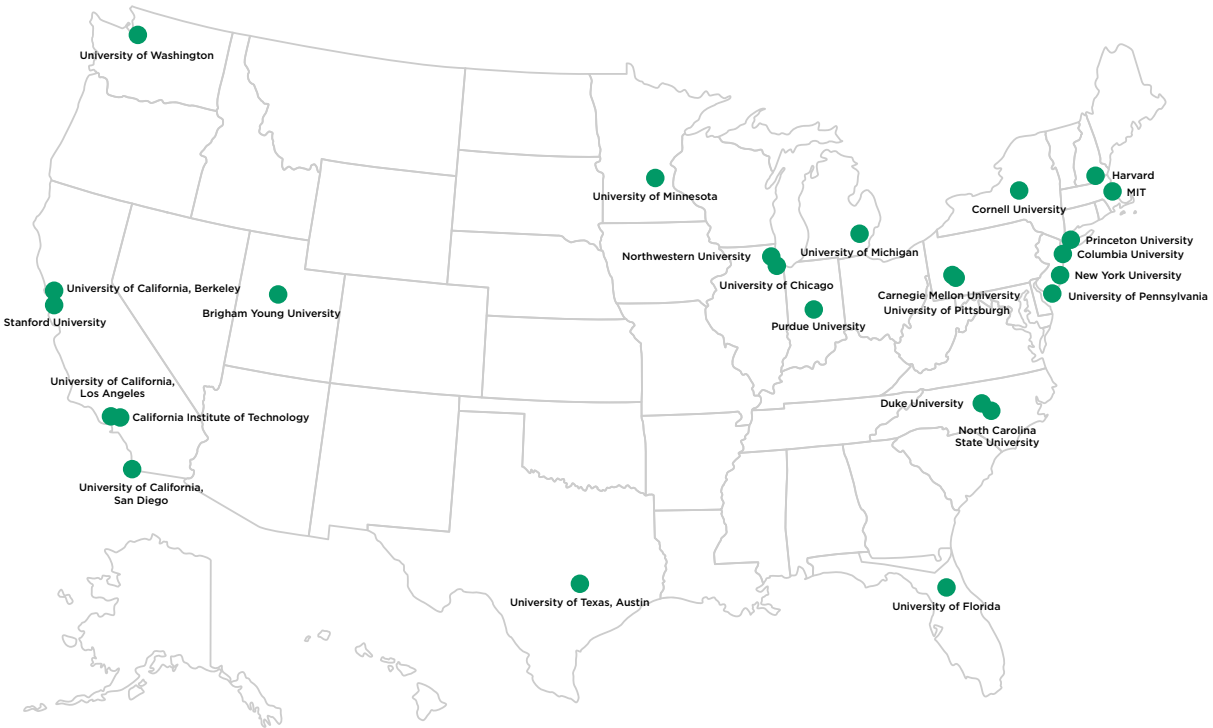 University of Washington
University of Minnesota
Harvard
MIT
Cornell University
Princeton University
Columbia University
University of Michigan
Northwestern University
New York University
University of California, Berkeley
University of Chicago
Carnegie Mellon University
University of Pennsylvania
University of Pittsburgh
Brigham Young University
Stanford University
Purdue University
University of California,
Los Angeles
California Institute of Technology
Duke University
North Carolina
State University
University of California,
San Diego
University of Texas, Austin
University of Florida